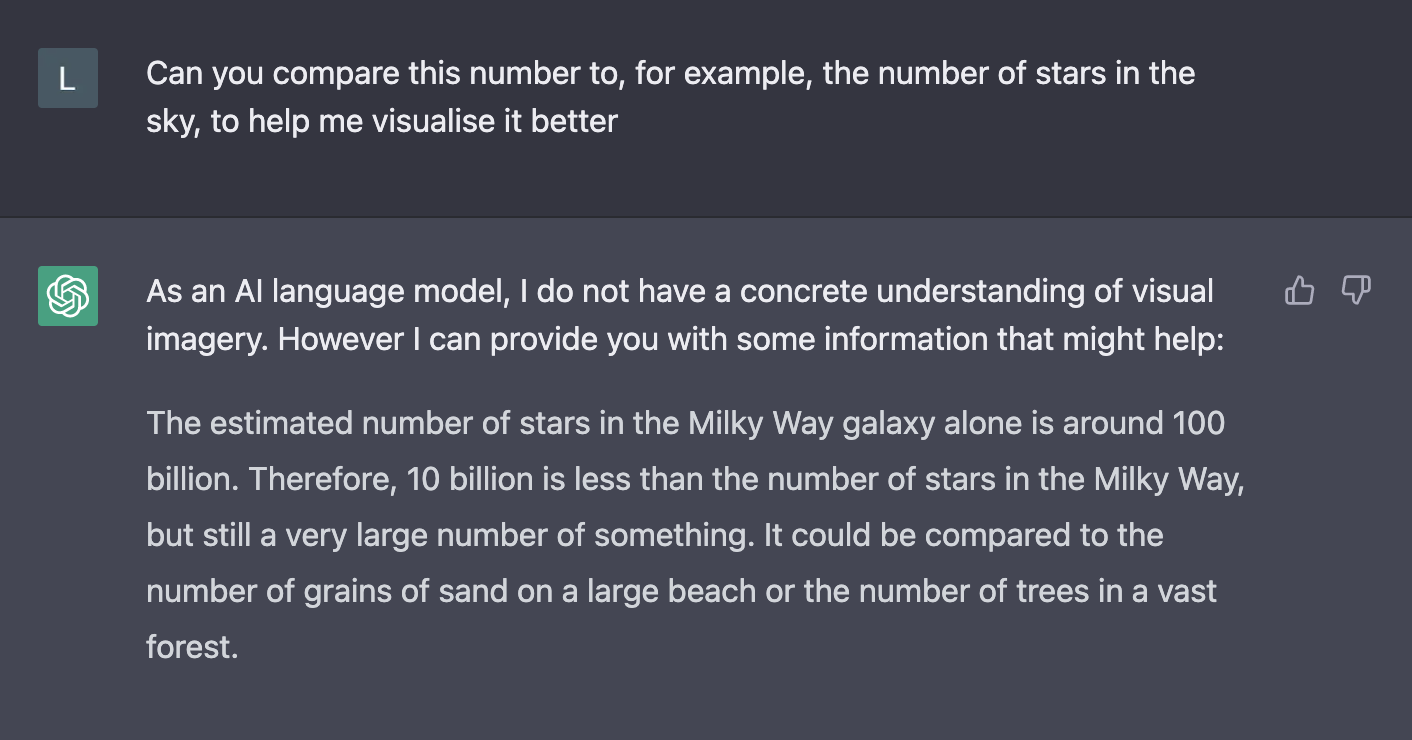 L
Can you compare this number to, for example, the number of stars in the
sky, to help me visualise it better
As an AI language model, I do not have a concrete understanding of visual
imagery. However I can provide you with some information that might help:
The estimated number of stars in the Milky Way galaxy alone is around 100
billion. Therefore, 10 billion is less than the number of stars in the Milky Way,
but still a very large number of something. It could be compared to the
number of grains of sand on a large beach or the number of trees in a vast
forest.